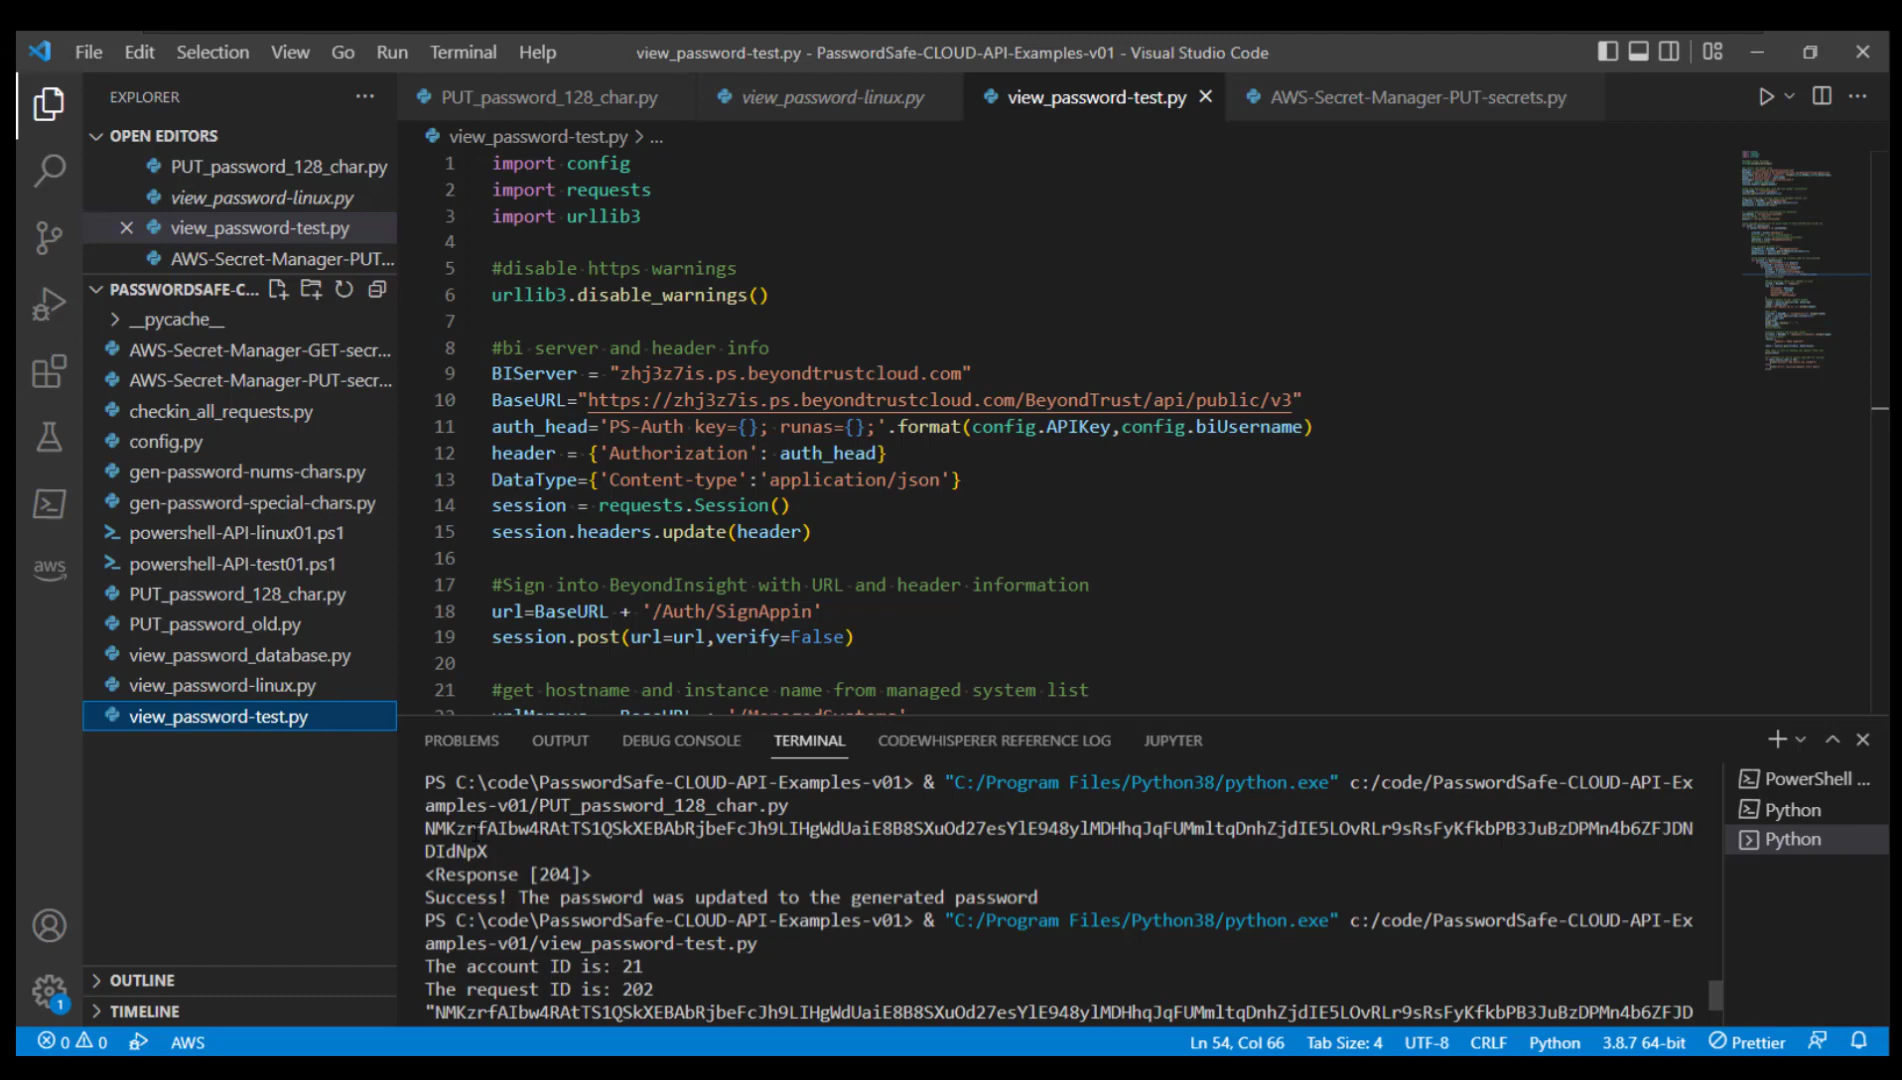 File Edit Selection View Go Run Terminal Help
view_password-test.py - PasswordSafe-CLOUD-API-Examples-v01 - Visual Studio Code
EXPLORER
OPEN EDITORS
PUT_password_128_char.py
view_password-linux.py
view_password-test.py
AWS-Secret-Manager-PUT...
PASSWORDSAFE-C...
__pycache__
AWS-Secret-Manager-GET-secr...
AWS-Secret-Manager-PUT-secr...
checkin_all_requests.py
config.py
gen-password-nums-chars.py
gen-password-special-chars.py
powershell-API-linux01.ps1
powershell-API-test01.ps1
PUT_password_128_char.py
PUT_password_old.py
view_password_database.py
view_password-linux.py
view_password-test.py
OUTLINE
TIMELINE
aws
1
PUT_password_128_char.py view_password-linux.py view_password-test.py AWS-Secret-Manager-PUT-secrets.py
view_password-test.py > ...
1 import config
2 import requests
3 import urllib3
4
5 #disable https warnings
6 urllib3.disable_warnings()
7
8 #bi server and header info
9 BIServer = "zhj3z7is.ps.beyondtrustcloud.com"
10 BaseURL="https://zhj3z7is.ps.beyondtrustcloud.com/BeyondTrust/api/public/v3"
11 auth_head='PS-Auth key={}; runas={};'.format(config.APIKey,config.biUsername)
12 header = {'Authorization': auth_head}
13 DataType={'Content-type':'application/json'}
14 session = requests.Session()
15 session.headers.update(header)
16
17 #Sign into BeyondInsight with URL and header information
18 url=BaseURL + '/Auth/SignAppin'
19 session.post(url=url,verify=False)
20
21 #get hostname and instance name from managed system list
PROBLEMS OUTPUT DEBUG CONSOLE TERMINAL CODEWHISPERER REFERENCE LOG JUPYTER
PS C:\code\PasswordSafe-CLOUD-API-Examples-v01> & "C:/Program Files/Python38/python.exe" c:/code/PasswordSafe-CLOUD-API-Ex
amples-v01/PUT_password_128_char.py
NMKzrfAIbw4RAtTS1QSkXEBAbRjbeFcJh9LIHgWdUaiE8B8SXuOd27esYlE948ylMDHhqJqFUMmltqDnhZjdIE5LOvRLr9sRsFyKfkbPB3JuBzDPMn4b6ZFJDN
DIdNpX
<Response [204]>
Success! The password was updated to the generated password
PS C:\code\PasswordSafe-CLOUD-API-Examples-v01> & "C:/Program Files/Python38/python.exe" c:/code/PasswordSafe-CLOUD-API-Ex
amples-v01/view_password-test.py
The account ID is: 21
The request ID is: 202
"NMKzrfAIbw4RAtTS1QSkXEBAbRjbeFcJh9LIHgWdUaiE8B8SXuOd27esYlE948ylMDHhqJqFUMmltqDnhZjdIE5LOvRLr9sRsFyKfkbPB3JuBzDPMn4b6ZFJD
PowerShell ...
Python
Python
0 0 AWS Ln 54, Col 66 Tab Size: 4 UTF-8 CRLF Python 3.8.7 64-bit Prettier